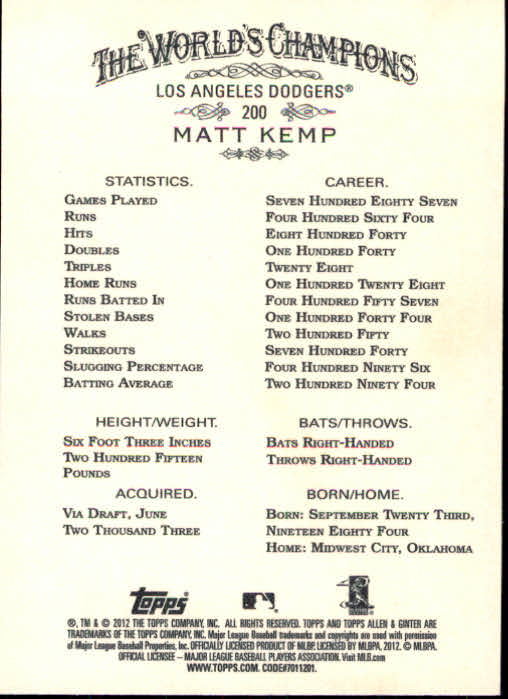 THE WORLD'S CHAMPIONS
LOS ANGELES DODGERS®
200
MATT KEMP
STATISTICS. CAREER.
GAMES PLAYED SEVEN HUNDRED EIGHTY SEVEN
RUNS FOUR HUNDRED SIXTY FOUR
HITS EIGHT HUNDRED FORTY
DOUBLES ONE HUNDRED FORTY
TRIPLES TWENTY EIGHT
HOME RUNS ONE HUNDRED TWENTY EIGHT
RUNS BATTED IN FOUR HUNDRED FIFTY SEVEN
STOLEN BASES ONE HUNDRED FORTY FOUR
WALKS TWO HUNDRED FIFTY
STRIKEOUTS SEVEN HUNDRED FORTY
SLUGGING PERCENTAGE FOUR HUNDRED NINETY SIX
BATTING AVERAGE TWO HUNDRED NINETY FOUR
HEIGHT/WEIGHT.
SIX FOOT THREE INCHES
TWO HUNDRED FIFTEEN
POUNDS
BATS/THROWS.
BATS RIGHT-HANDED
THROWS RIGHT-HANDED
ACQUIRED.
VIA DRAFT, JUNE
TWO THOUSAND THREE
BORN/HOME.
BORN: SEPTEMBER TWENTY THIRD,
NINETEEN EIGHTY FOUR
HOME: MIDWEST CITY, OKLAHOMA
topps
®, TM & © 2012 THE TOPPS COMPANY, INC. ALL RIGHTS RESERVED. TOPPS AND TOPPS ALLEN & GINTER ARE
TRADEMARKS OF THE TOPPS COMPANY, INC. Major League Baseball trademarks and copyrights are used with permission
of Major League Baseball Properties, Inc. OFFICIALLY LICENSED PRODUCT OF MLBP. LICENSED BY MLBPA, 2012. © MLBPA.
OFFICIAL LICENSEE – MAJOR LEAGUE BASEBALL PLAYERS ASSOCIATION. Visit MLB.com
WWW.TOPPS.COM. CODE#7011201.